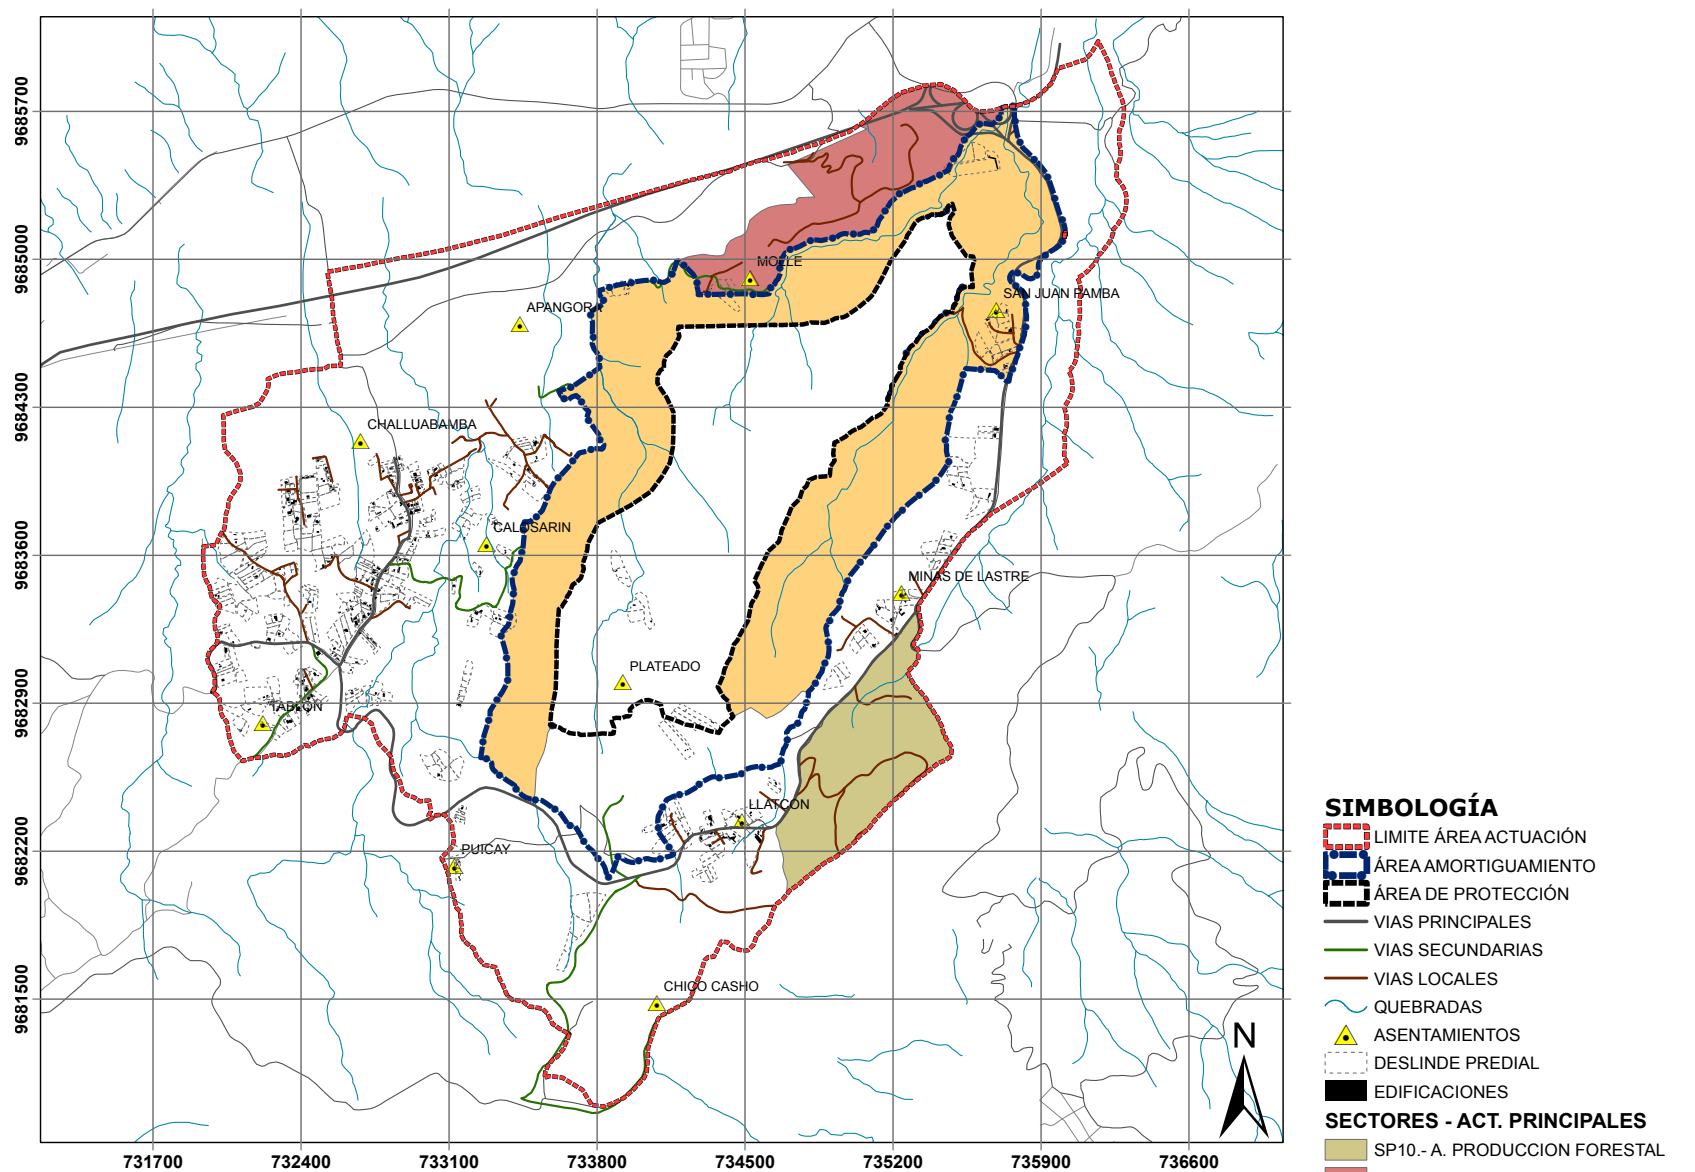 9685700
9685000
9684300
9683600
9682900
9682200
9681500
MOLLE
SAN JUAN PAMBA
APANGORA
CHALLUABAMBA
CALDSARIN
MINAS DE LASTRE
PLATEADO
TABLON
LLATCON
PUICAY
CHICO CASHO
N
731700 732400 733100 733800 734500 735200 735900 736600
SIMBOLOGÍA
LIMITE ÁREA ACTUACIÓN
ÁREA AMORTIGUAMIENTO
ÁREA DE PROTECCIÓN
VIAS PRINCIPALES
VIAS SECUNDARIAS
VIAS LOCALES
QUEBRADAS
ASENTAMIENTOS
DESLINDE PREDIAL
EDIFICACIONES
SECTORES - ACT. PRINCIPALES
SP10.- A. PRODUCCION FORESTAL